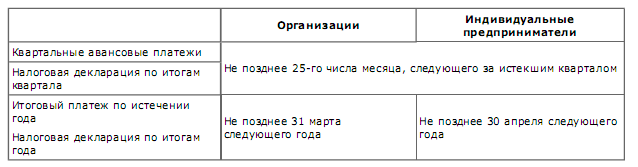 Организации
Индивидуальные
предприниматели
Квартальные авансовые платежи
Налоговая декларация по итогам
квартала
Не позднее 25-го числа месяца, следующего за истекшим кварталом
Итоговый платеж по истечении
года
Налоговая декларация по итогам
года
Не позднее 31 марта
следующего года
Не позднее 30 апреля следующего
года